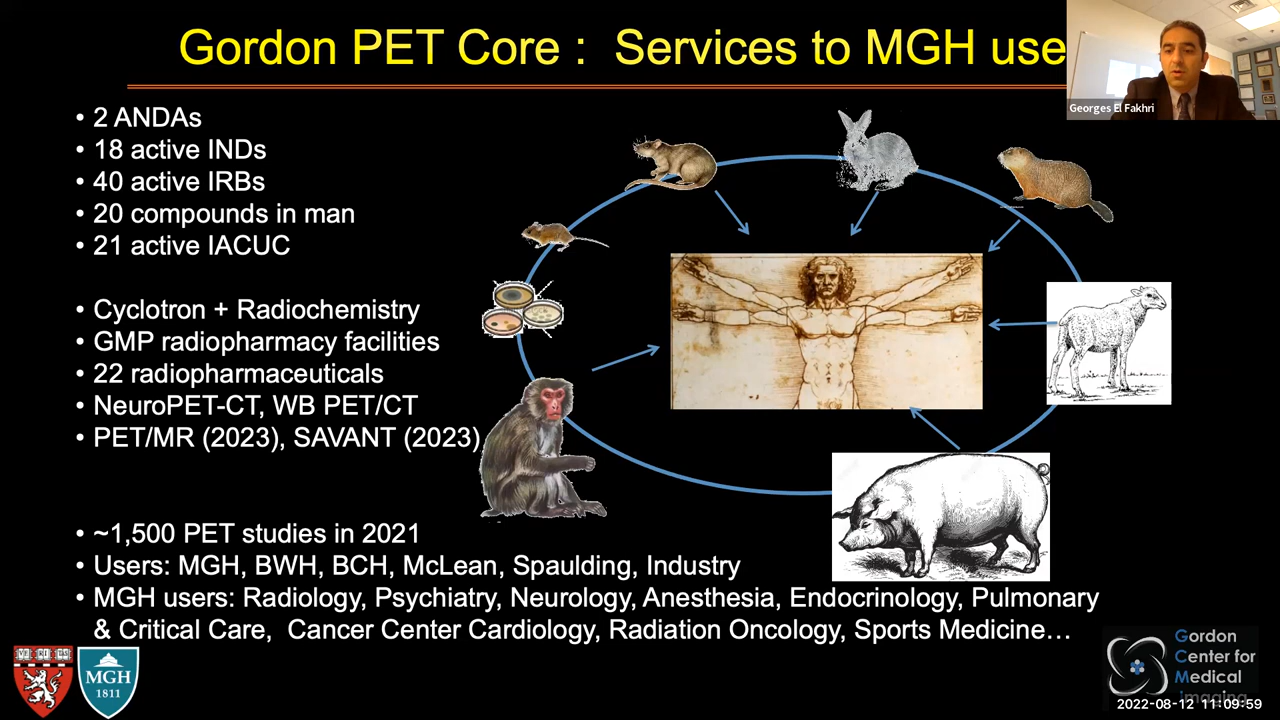 Gordon PET Core : Services to MGH use
Georges El Fakhri
• 2 ANDAs
• 18 active INDs
• 40 active IRBs
• 20 compounds in man
• 21 active IACUC
• Cyclotron + Radiochemistry
• GMP radiopharmacy facilities
• 22 radiopharmaceuticals
• NeuroPET-CT, WB PET/CT
• PET/MR (2023), SAVANT (2023)
• ~1,500 PET studies in 2021
• Users: MGH, BWH, BCH, McLean, Spaulding, Industry
• MGH users: Radiology, Psychiatry, Neurology, Anesthesia, Endocrinology, Pulmonary
& Critical Care, Cancer Center Cardiology, Radiation Oncology, Sports Medicine…
MGH
1811
Gordon
Center for
Medical
Imaging
2022-08-12 11:09:59